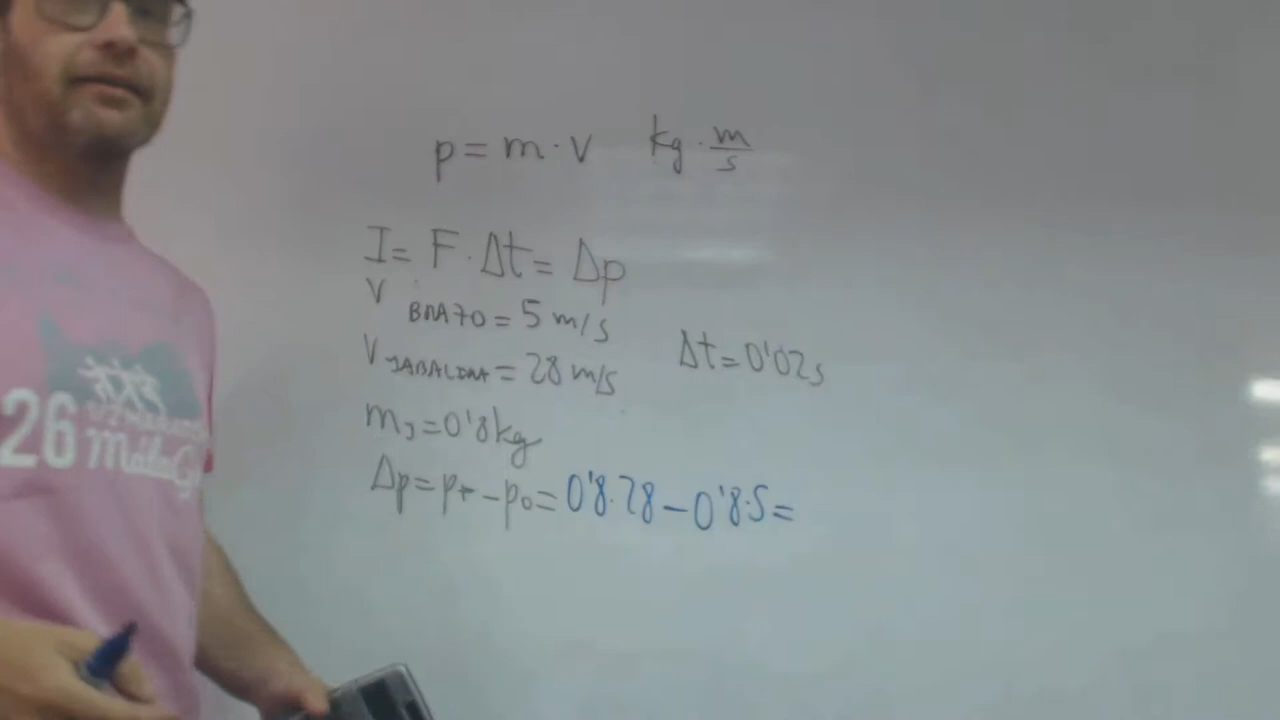 p = m · v   kg · m/s
I = F · Δt = Δp
V BRAZO = 5 m/s
Δt = 0'02 s
V JABALINA = 28 m/s
mJ = 0'8 kg
Δp = pF - p0 = 0'8 · 28 - 0'8 · 5 =
26